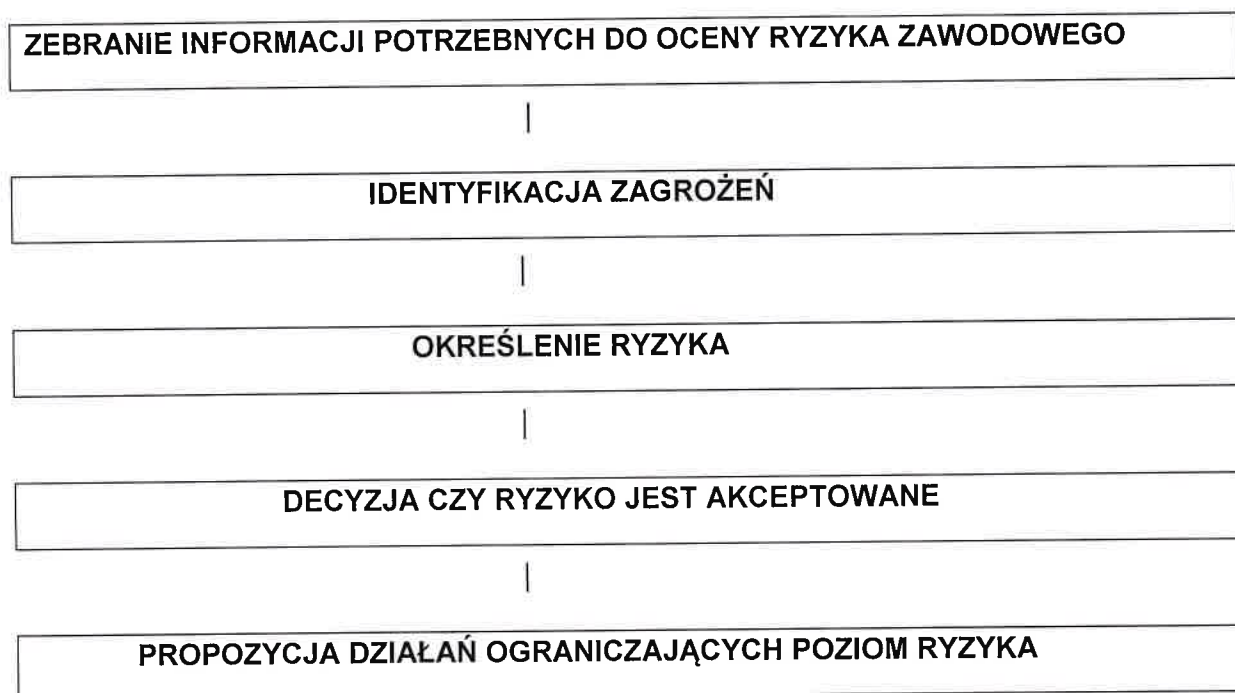 ZEBRANIE INFORMACJI POTRZEBNYCH DO OCENY RYZYKA ZAWODOWEGO
IDENTYFIKACJA ZAGROŻEŃ
OKREŚLENIE RYZYKA
DECYZJA CZY RYZYKO JEST AKCEPTOWANE
PROPOZYCJA DZIAŁAŃ OGRANICZAJĄCYCH POZIOM RYZYKA